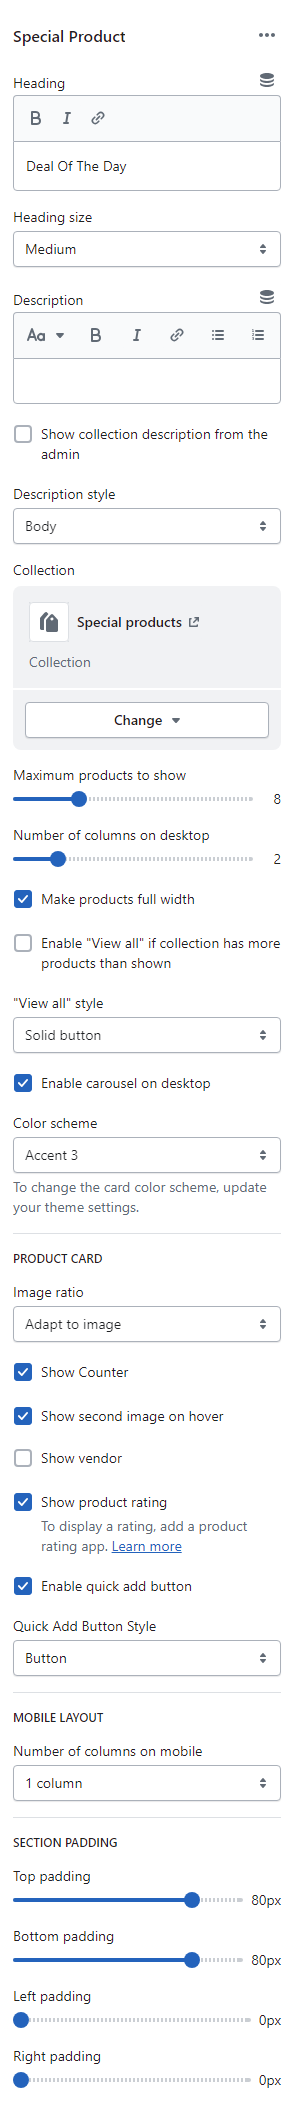 Special Product
Heading
B I
Deal Of The Day
Heading size
Medium
Description
Aa B I
Show collection description from the
admin
Description style
Body
Collection
Special products
Collection
Change
Maximum products to show
8
Number of columns on desktop
2
Make products full width
Enable "View all" if collection has more
products than shown
"View all" style
Solid button
Enable carousel on desktop
Color scheme
Accent 3
To change the card color scheme, update
your theme settings.
PRODUCT CARD
Image ratio
Adapt to image
Show Counter
Show second image on hover
Show vendor
Show product rating
To display a rating, add a product
rating app. Learn more
Enable quick add button
Quick Add Button Style
Button
MOBILE LAYOUT
Number of columns on mobile
1 column
SECTION PADDING
Top padding
80px
Bottom padding
80px
Left padding
0px
Right padding
0px